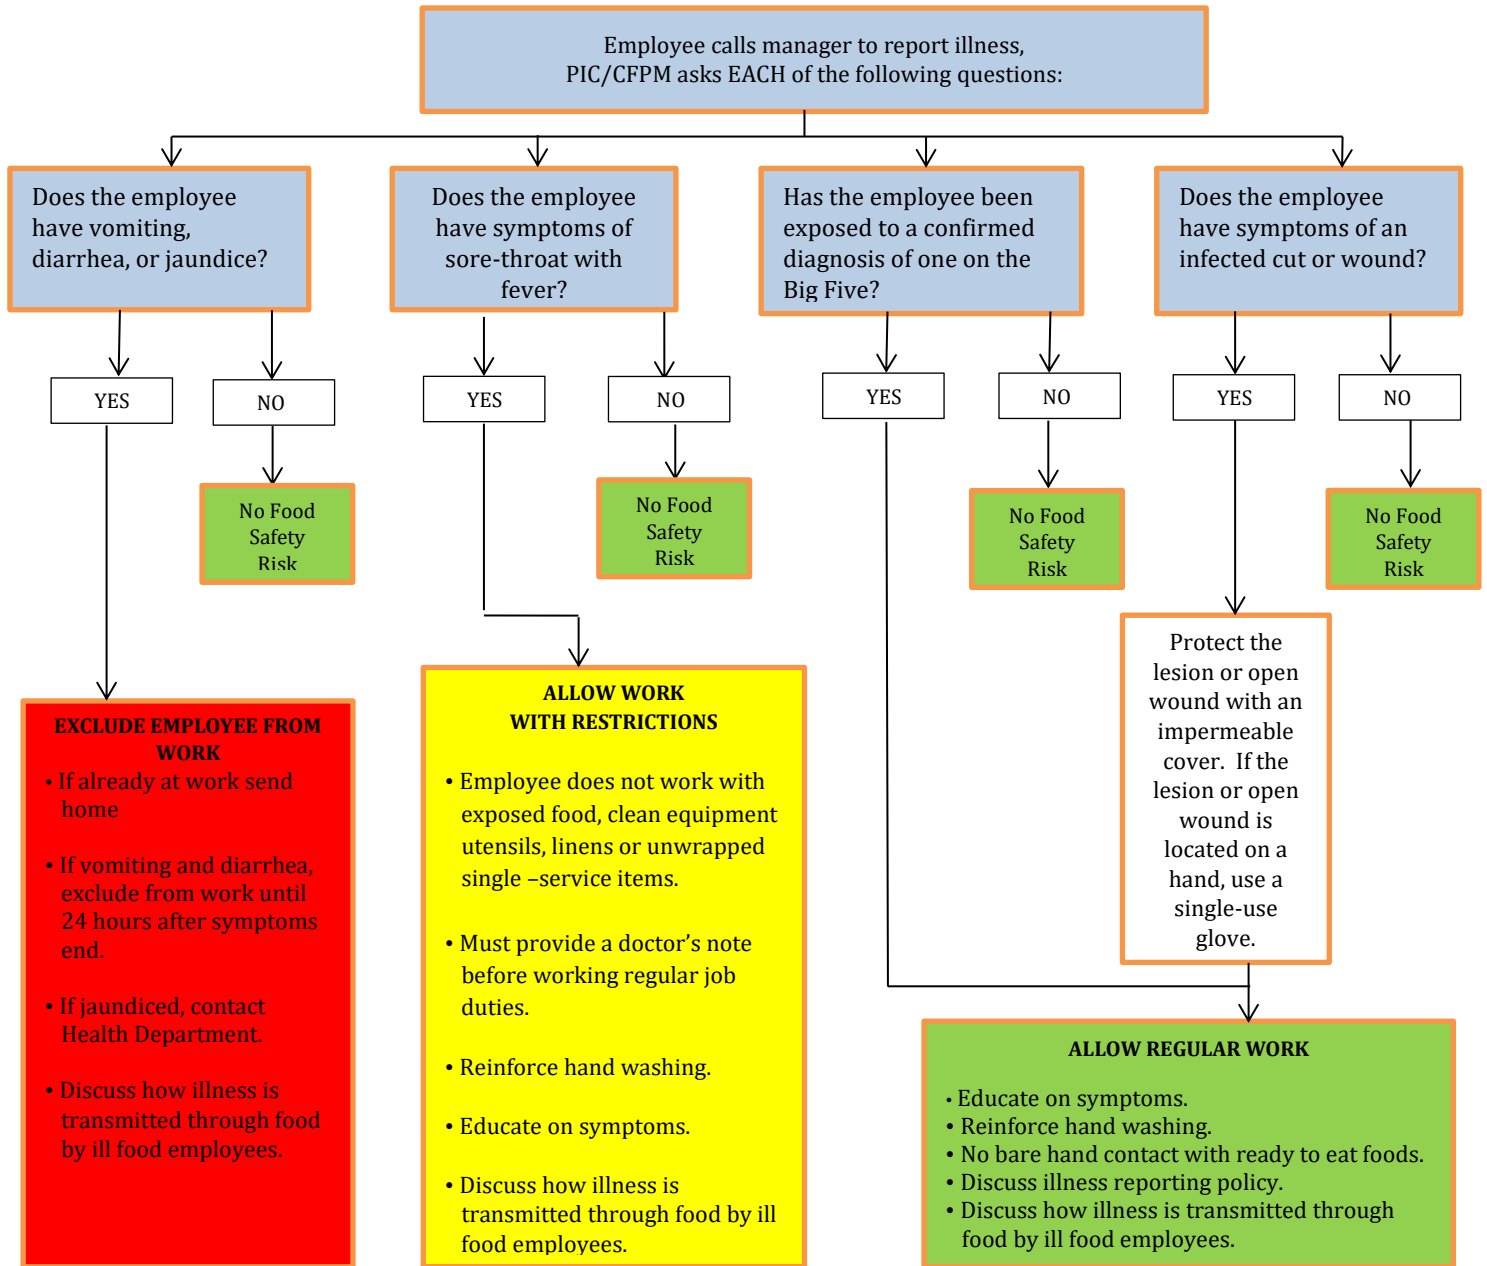 Employee calls manager to report illness,
PIC/CFPM asks EACH of the following questions:
Does the employee
have vomiting,
diarrhea, or jaundice?
Does the employee
have symptoms of
sore-throat with
fever?
Has the employee been
exposed to a confirmed
diagnosis of one on the
Big Five?
Does the employee
have symptoms of an
infected cut or wound?
YES
NO
YES
NO
YES
NO
YES
NO
No Food
Safety
Risk
No Food
Safety
Risk
No Food
Safety
Risk
No Food
Safety
Risk
Protect the
lesion or open
wound with an
impermeable
cover.  If the
lesion or open
wound is
located on a
hand, use a
single-use
glove.
EXCLUDE EMPLOYEE FROM
WORK
• If already at work send
home
• If vomiting and diarrhea,
exclude from work until
24 hours after symptoms
end.
• If jaundiced, contact
Health Department.
• Discuss how illness is
transmitted through food
by ill food employees.
ALLOW WORK
WITH RESTRICTIONS
• Employee does not work with
exposed food, clean equipment
utensils, linens or unwrapped
single –service items.
• Must provide a doctor’s note
before working regular job
duties.
• Reinforce hand washing.
• Educate on symptoms.
• Discuss how illness is
transmitted through food by ill
food employees.
ALLOW REGULAR WORK
• Educate on symptoms.
• Reinforce hand washing.
• No bare hand contact with ready to eat foods.
• Discuss illness reporting policy.
• Discuss how illness is transmitted through
food by ill food employees.